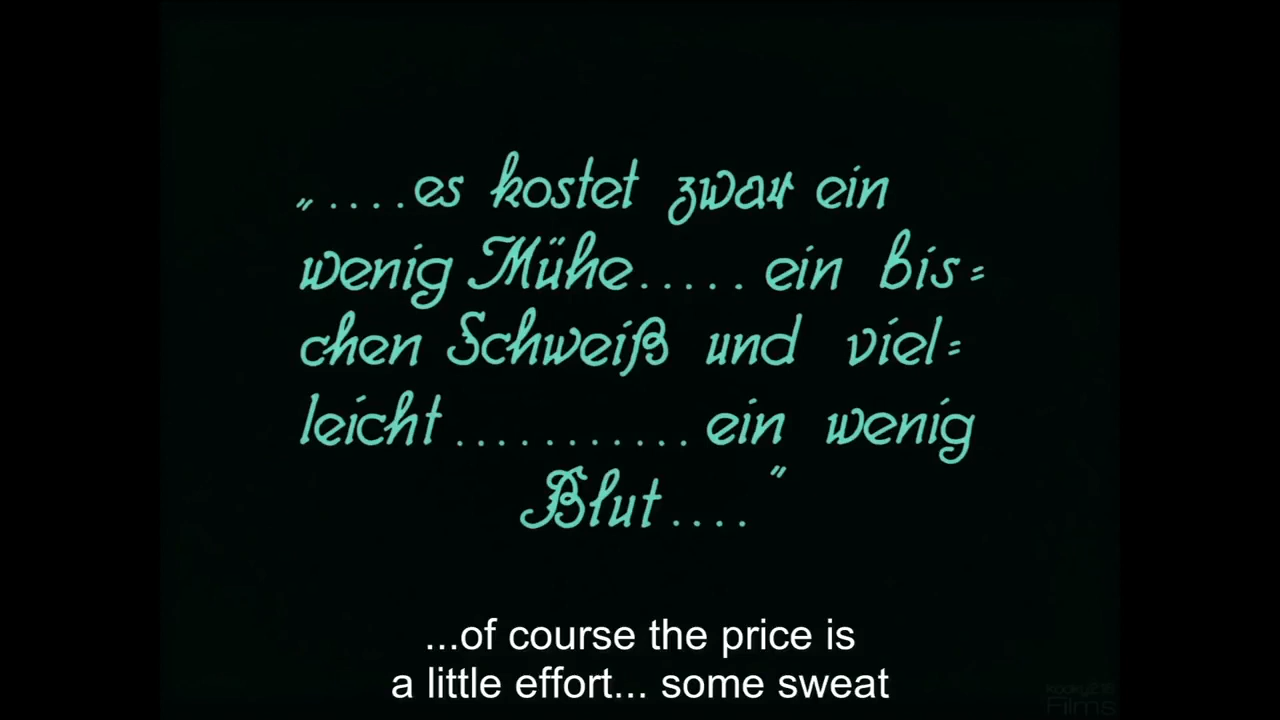 „....es kostet zwar ein
wenig Mühe.....ein bis=
chen Schweiß und viel=
leicht ............ein wenig
Blut...."
...of course the price is
a little effort... some sweat
Films